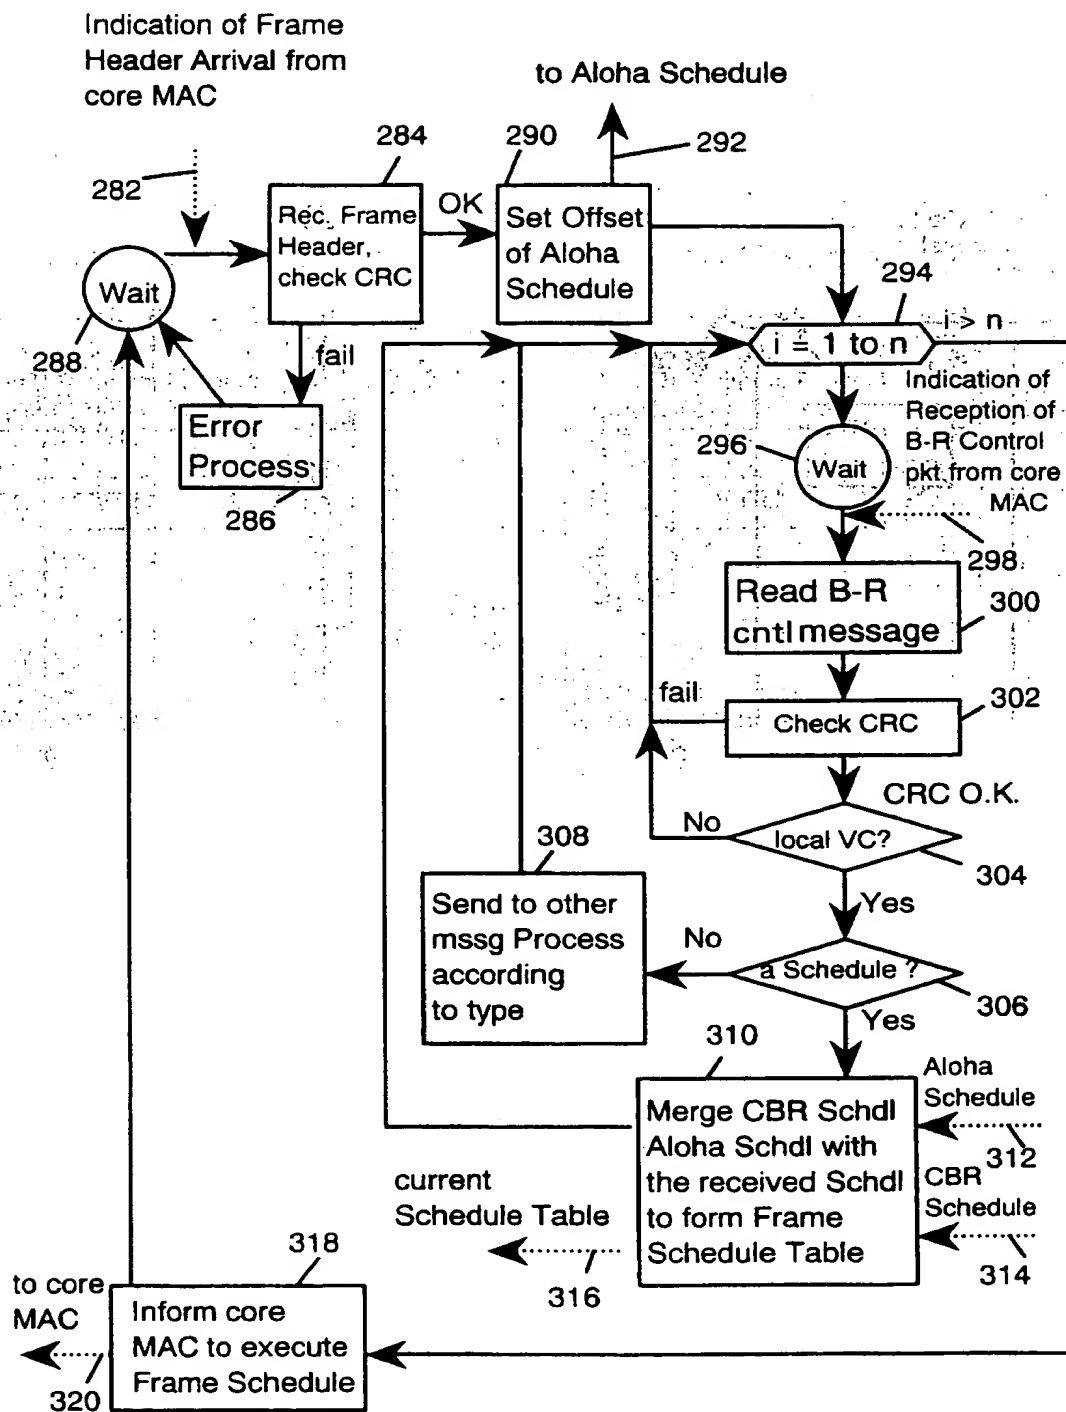 Indication of Frame
Header Arrival from
core MAC
to Aloha Schedule
282
284
290
292
Rec. Frame
Header,
check CRC
OK
Set Offset
of Aloha
Schedule
Wait
288
fail
Error
Process
286
294
i = 1 to n
i > n
Indication of
Reception of
B-R Control
pkt from core
MAC
296
Wait
298
Read B-R
cntl message
300
fail
Check CRC
302
CRC O.K.
No
local VC?
304
Yes
308
Send to other
mssg Process
according
to type
No
a Schedule ?
306
Yes
310
Merge CBR Schdl
Aloha Schdl with
the received Schdl
to form Frame
Schedule Table
Aloha
Schedule
312
CBR
Schedule
314
current
Schedule Table
316
318
to core
MAC
Inform core
MAC to execute
Frame Schedule
320